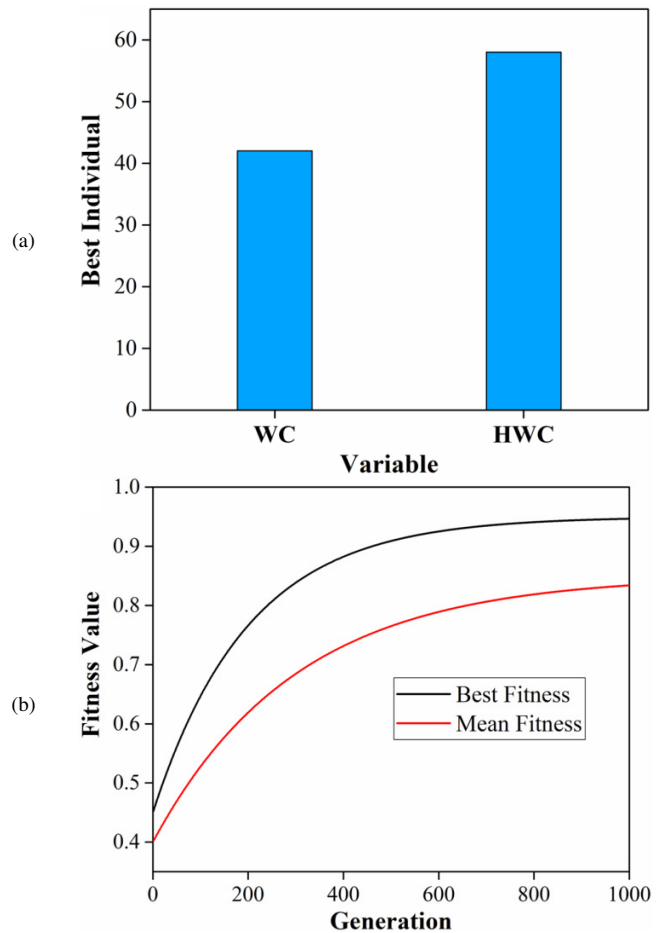 (a)
Best Individual
60
50
40
30
20
10
0
WC HWC
Variable
(b)
Fitness Value
1.0
0.9
0.8
0.7
0.6
0.5
0.4
Best Fitness
Mean Fitness
0 200 400 600 800 1000
Generation